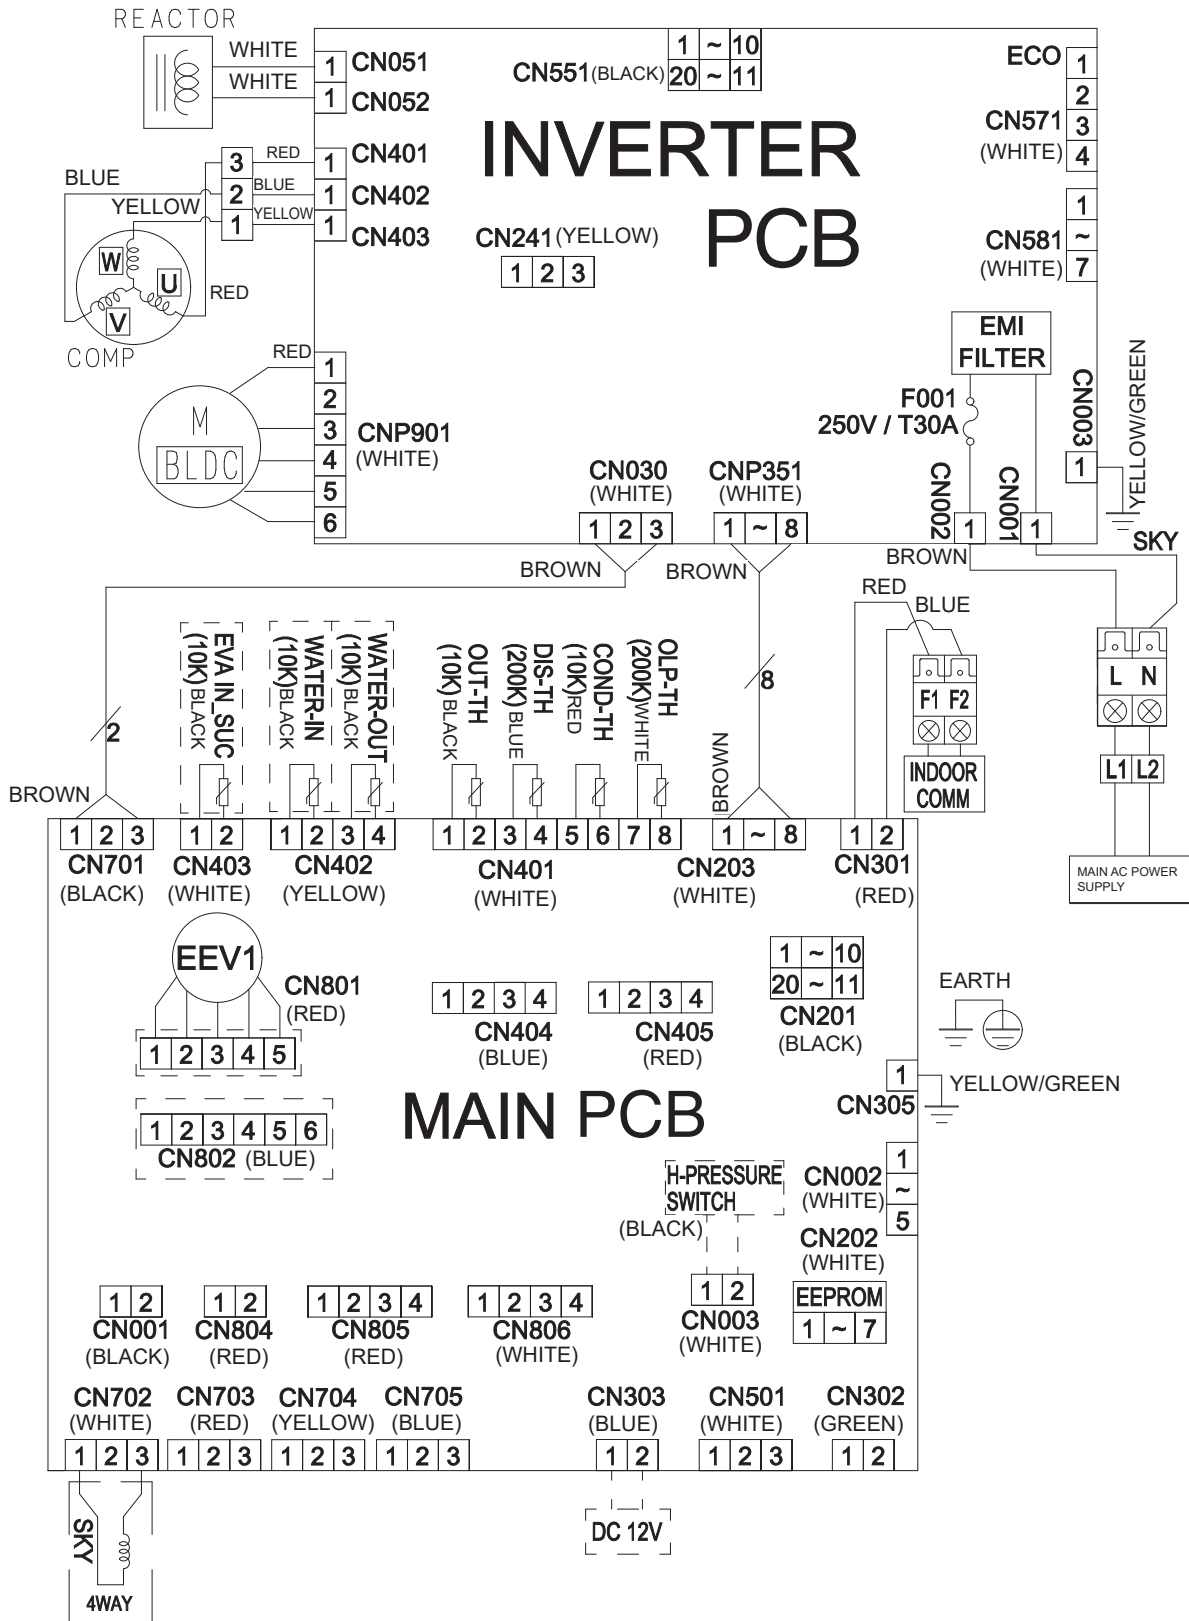 REACTOR
WHITE
WHITE
1 CN051
1 CN052
CN551(BLACK)
1 ~ 10
20 ~ 11
ECO
1
2
3
4
CN571
(WHITE)
INVERTER
PCB
3 RED 1 CN401
2 BLUE 1 CN402
1 YELLOW 1 CN403
BLUE
YELLOW
RED
W
U
V
COMP
CN241(YELLOW)
1 2 3
1
~
7
CN581
(WHITE)
EMI
FILTER
F001
250V / T30A
CN003
1
YELLOW/GREEN
RED
1
2
3
4
5
6
CNP901
(WHITE)
M
BLDC
CN030
(WHITE)
1 2 3
CNP351
(WHITE)
1 ~ 8
CN002
1
CN001
1
BROWN
BROWN
BROWN
SKY
RED
BLUE
EVA IN_SUC
(10K)BLACK
WATER-IN
(10K)BLACK
WATER-OUT
(10K)BLACK
OUT-TH
(10K)BLACK
DIS-TH
(200K)BLUE
COND-TH
(10K)RED
OLP-TH
(200K)WHITE
2
8
F1 F2
INDOOR
COMM
L N
L1 L2
MAIN AC POWER
SUPPLY
BROWN
BROWN
1 2 3
CN701
(BLACK)
1 2
CN403
(WHITE)
1 2 3 4
CN402
(YELLOW)
1 2 3 4 5 6 7 8
CN401
(WHITE)
1 ~ 8
CN203
(WHITE)
1 2
CN301
(RED)
EEV1
CN801
(RED)
1 2 3 4 5
1 2 3 4
CN404
(BLUE)
1 2 3 4
CN405
(RED)
1 ~ 10
20 ~ 11
CN201
(BLACK)
EARTH
1
CN305
YELLOW/GREEN
MAIN PCB
1 2 3 4 5 6
CN802 (BLUE)
H-PRESSURE
SWITCH
(BLACK)
1 2
CN003
(WHITE)
CN002
(WHITE)
1
~
5
CN202
(WHITE)
EEPROM
1 ~ 7
1 2
CN001
(BLACK)
1 2
CN804
(RED)
1 2 3 4
CN805
(RED)
1 2 3 4
CN806
(WHITE)
CN702
(WHITE)
1 2 3
CN703
(RED)
1 2 3
CN704
(YELLOW)
1 2 3
CN705
(BLUE)
1 2 3
CN303
(BLUE)
1 2
CN501
(WHITE)
1 2 3
CN302
(GREEN)
1 2
SKY
4WAY
DC 12V